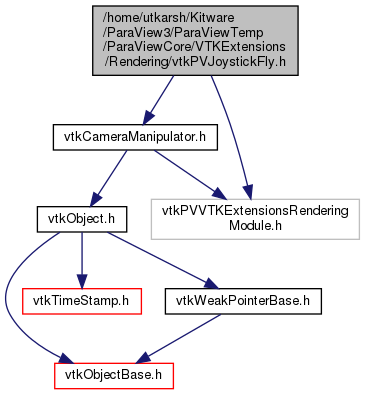 /home/utkarsh/Kitware
/ParaView3/ParaViewTemp
/ParaViewCore/VTKExtensions
/Rendering/vtkPVJoystickFly.h
vtkCameraManipulator.h
vtkPVVTKExtensionsRendering
Module.h
vtkObject.h
vtkTimeStamp.h
vtkWeakPointerBase.h
vtkObjectBase.h